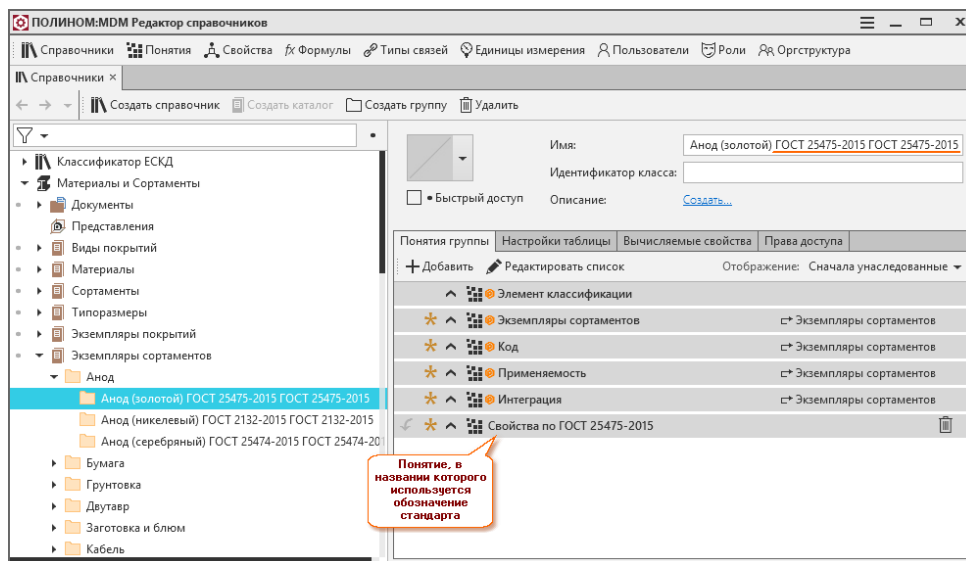 ПОЛИНОМ:MDM Редактор справочников
Справочники Понятия Свойства fx Формулы Типы связей Единицы измерения Пользователи Роли Оргструктура
Справочники ×
Создать справочник Создать каталог Создать группу Удалить
Имя: Анод (золотой) ГОСТ 25475-2015 ГОСТ 25475-2015
Идентификатор класса:
Быстрый доступ Описание: Создать...
Классификатор ЕСКД
Материалы и Сортаменты
Документы
Представления
Виды покрытий
Материалы
Сортаменты
Типоразмеры
Экземпляры покрытий
Экземпляры сортаментов
Анод
Анод (золотой) ГОСТ 25475-2015 ГОСТ 25475-2015
Анод (никелевый) ГОСТ 2132-2015 ГОСТ 2132-2015
Анод (серебряный) ГОСТ 25474-2015 ГОСТ 25474-20
Бумага
Грунтовка
Двутавр
Заготовка и блюм
Кабель
Понятия группы Настройки таблицы Вычисляемые свойства Права доступа
Добавить Редактировать список Отображение: Сначала унаследованные
Элемент классификации
Экземпляры сортаментов Экземпляры сортаментов
Код Экземпляры сортаментов
Применяемость Экземпляры сортаментов
Интеграция Экземпляры сортаментов
Свойства по ГОСТ 25475-2015
Понятие, в
названии которого
используется
обозначение
стандарта